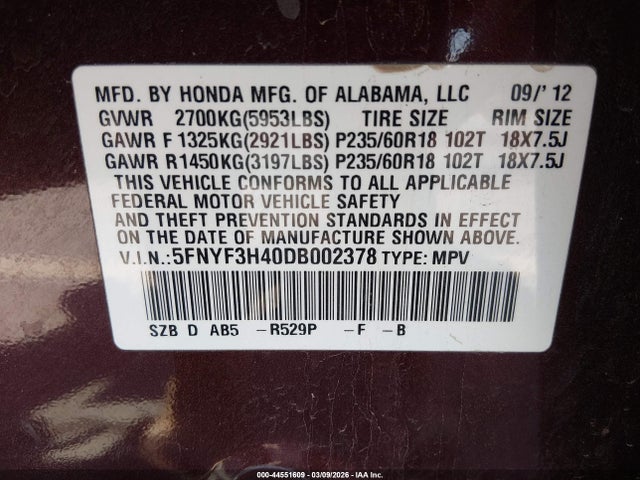 MFD. BY HONDA MFG. OF ALABAMA, LLC 09/'12
GVWR 2700KG(5953LBS) TIRE SIZE RIM SIZE
GAWR F 1325KG(2921LBS) P235/60R18 102T 18X7.5J
GAWR R1450KG(3197LBS) P235/60R18 102T 18X7.5J
THIS VEHICLE CONFORMS TO ALL APPLICABLE
FEDERAL MOTOR VEHICLE SAFETY
AND THEFT PREVENTION STANDARDS IN EFFECT
ON THE DATE OF MANUFACTURE SHOWN ABOVE.
V.I.N.:5FNYF3H40DB002378 TYPE: MPV
SZB D AB5 -R529P -F -B
000-44551609 - 03/09/2026 - IAA Inc.